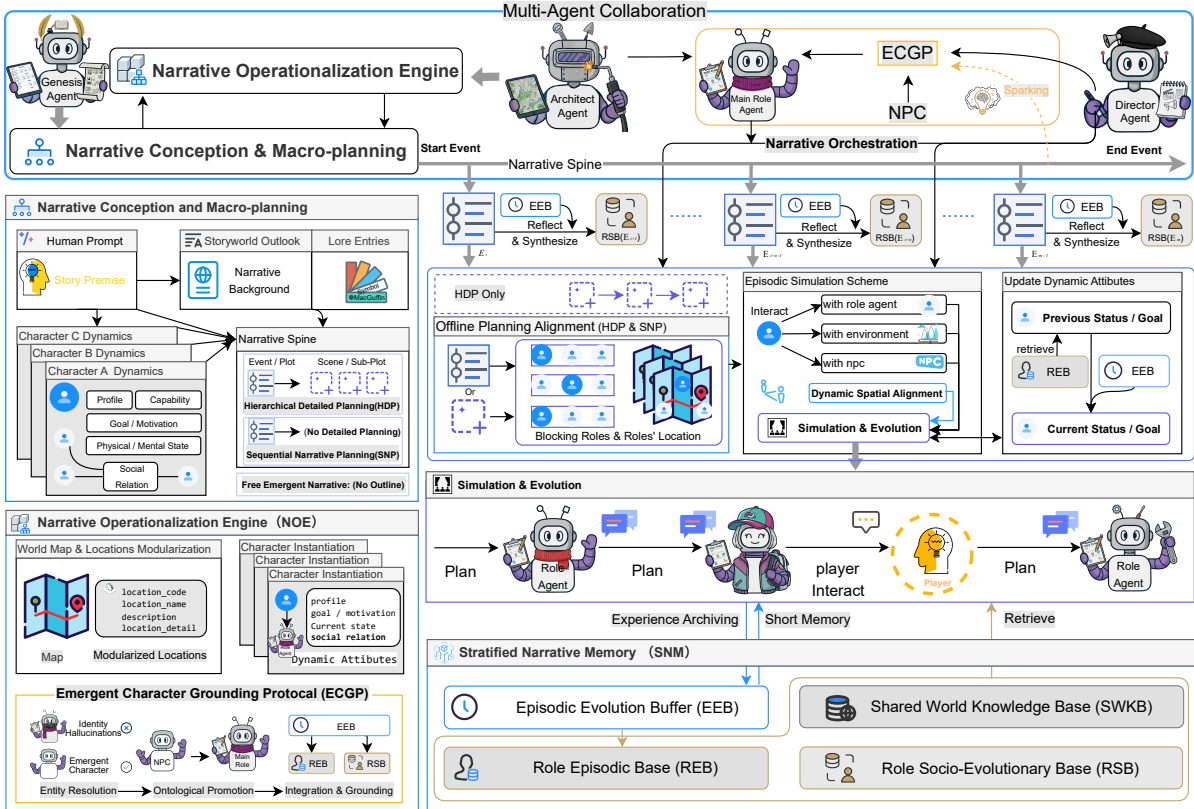 Multi-Agent Collaboration
Genesis
Agent
Narrative Operationalization Engine
Narrative Conception & Macro-planning
Architect
Agent
Main Role
Agent
ECGP
NPC
Sparking
Director
Agent
Start Event
Narrative Spine
Narrative Orchestration
End Event
EEB
Reflect
& Synthesize
EEB
Reflect
& Synthesize
EEB
Reflect
& Synthesize
Narrative Conception and Macro-planning
Human Prompt
Story Premise
Storyworld Outlook
Narrative
Background
Lore Entries
Symbol
@MacGuffin
Character C Dynamics
Character B Dynamics
Character A Dynamics
Profile
Capability
Goal / Motivation
Physical / Mental State
Social
Relation
Narrative Spine
Event / Plot
Scene / Sub-Plot
Hierarchical Detailed Planning(HDP)
(No Detailed Planning)
Sequential Narrative Planning(SNP)
Free Emergent Narrative: (No Outline)
HDP Only
Offline Planning Alignment (HDP & SNP)
Or
Blocking Roles & Roles' Location
Episodic Simulation Scheme
Interact
with role agent
with environment
with npc
NPC
Dynamic Spatial Alignment
Simulation & Evolution
Update Dynamic Attibutes
Previous Status / Goal
retrieve
REB
EEB
Current Status / Goal
Simulation & Evolution
Plan
Role
Agent
Plan
player
Interact
Player
Plan
Role
Agent
Experience Archiving
Short Memory
Retrieve
Narrative Operationalization Engine（NOE）
World Map & Locations Modularization
location_code
location_name
description
location_detail
Map
Modularized Locations
Character Instantiation
Character Instantiation
Character Instantiation
Role
Agent
profile
goal / motivation
Current state
social relation
Dynamic Attibutes
Emergent Character Grounding Protocal (ECGP)
Identity
Hallucinations
Emergent
Character
NPC
Main
Role
EEB
REB
RSB
Entity Resolution
Ontological Promotion
Integration & Grounding
Stratified Narrative Memory （SNM）
Episodic Evolution Buffer (EEB)
Shared World Knowledge Base (SWKB)
Role Episodic Base (REB)
Role Socio-Evolutionary Base (RSB)